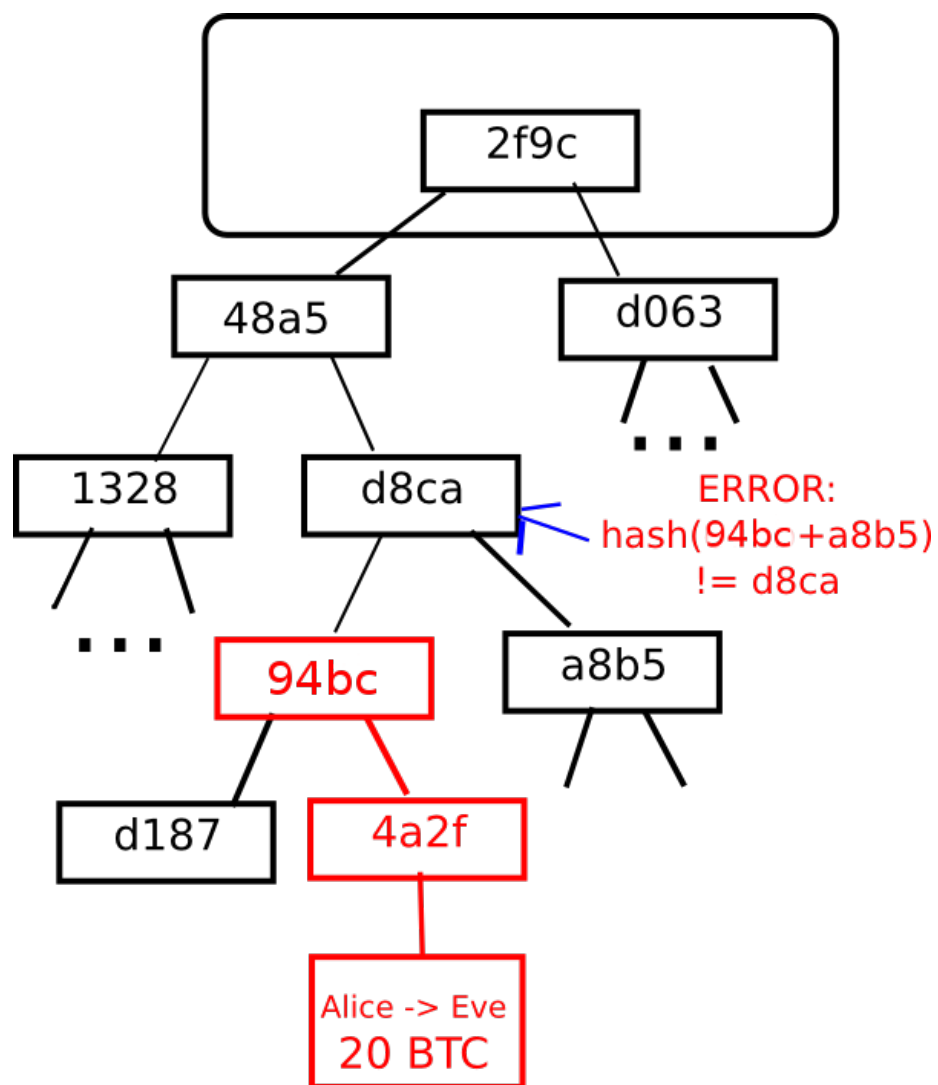 2f9c
48a5
d063
...
1328
d8ca
ERROR:
hash(94bc+a8b5)
!= d8ca
...
94bc
a8b5
d187
4a2f
Alice -> Eve
20 BTC